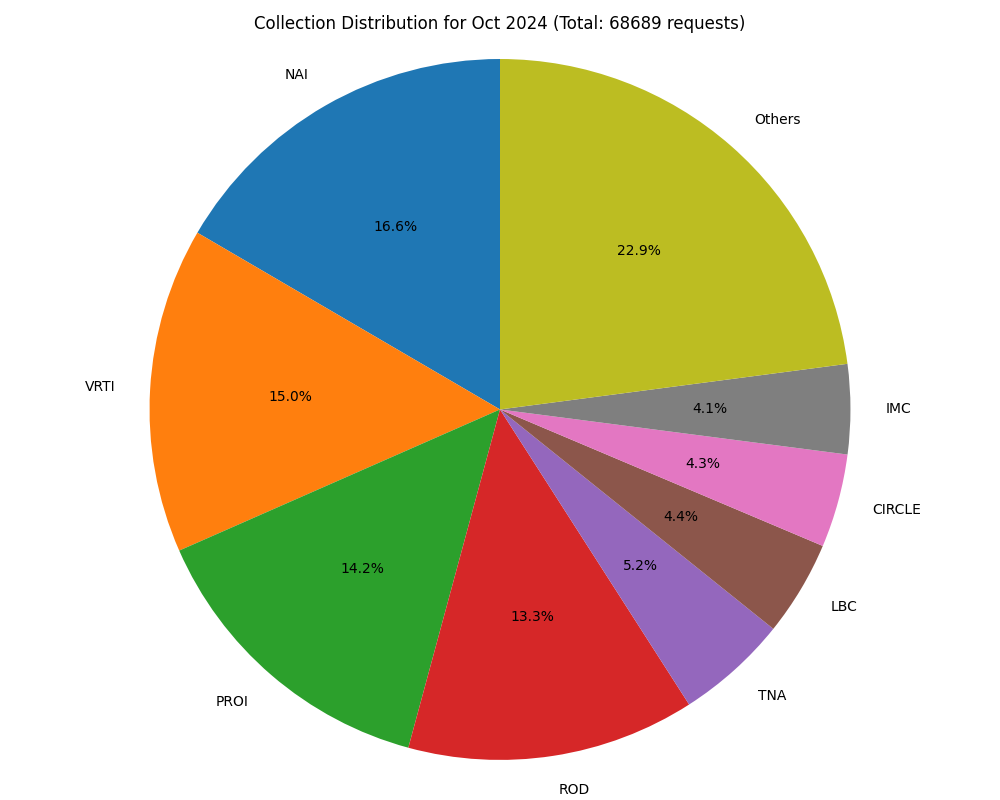 Collection Distribution for Oct 2024 (Total: 68689 requests)
NAI
Others
16.6%
22.9%
VRTI
15.0%
4.1%
IMC
4.3%
CIRCLE
4.4%
LBC
14.2%
5.2%
13.3%
PROI
TNA
ROD